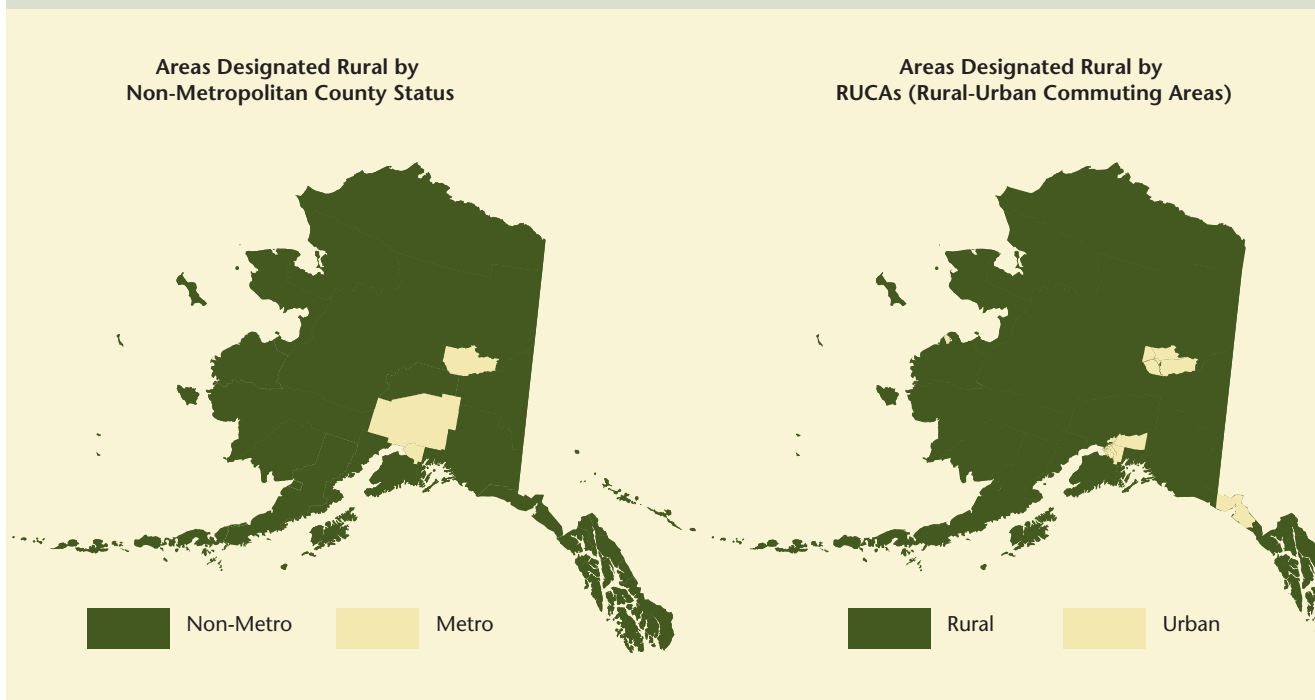 Areas Designated Rural by
Non-Metropolitan County Status
Areas Designated Rural by
RUCAs (Rural-Urban Commuting Areas)
Non-Metro
Metro
Rural
Urban